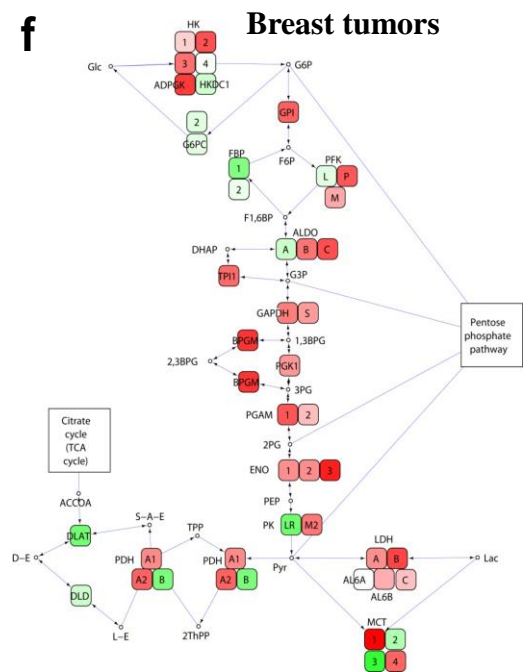 f
Breast tumors
HK
1 2
Glc
3 4
G6P
ADPGK HKDC1
2
G6PC
GPI
FBP
1
2
F6P
PFK
L P
M
F1,6BP
ALDO
A B C
DHAP
TPI1
G3P
GAPDH S
BPGM
1,3BPG
2,3BPG
PGK1
BPGM
3PG
PGAM 1 2
2PG
ENO 1 2 3
PEP
PK LR M2
Pyr
Pentose
phosphate
pathway
Citrate
cycle
(TCA
cycle)
ACCOA
DLAT
S-A-E
TPP
D-E
PDH A1
A2 B
PDH A1
A2 B
DLD
L-E
2ThPP
LDH
A B
Lac
AL6A C
AL6B
MCT
1 2
3 4